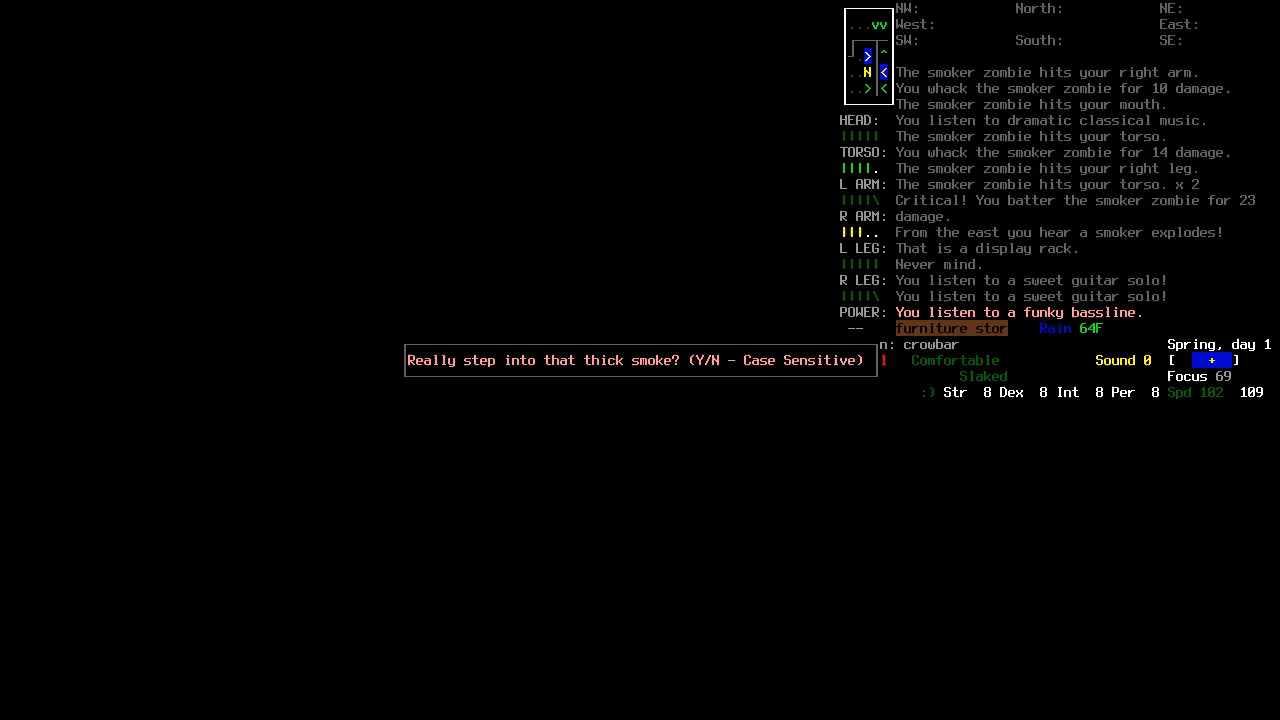 NW: North: NE:
...vv West: East:
SW: South: SE:
. > ^
..N < The smoker zombie hits your right arm.
..> < You whack the smoker zombie for 10 damage.
The smoker zombie hits your mouth.
HEAD: You listen to dramatic classical music.
||||| The smoker zombie hits your torso.
TORSO: You whack the smoker zombie for 14 damage.
||||. The smoker zombie hits your right leg.
L ARM: The smoker zombie hits your torso. x 2
||||\ Critical! You batter the smoker zombie for 23
R ARM: damage.
|||.. From the east you hear a smoker explodes!
L LEG: That is a display rack.
||||| Never mind.
R LEG: You listen to a sweet guitar solo!
||||\ You listen to a sweet guitar solo!
POWER: You listen to a funky bassline.
-- furniture stor Rain 64F
n: crowbar Spring, day 1
Really step into that thick smoke? (Y/N - Case Sensitive) ] Comfortable Sound 0 [ + ]
Slaked Focus 69
:) Str 8 Dex 8 Int 8 Per 8 Spd 102 109